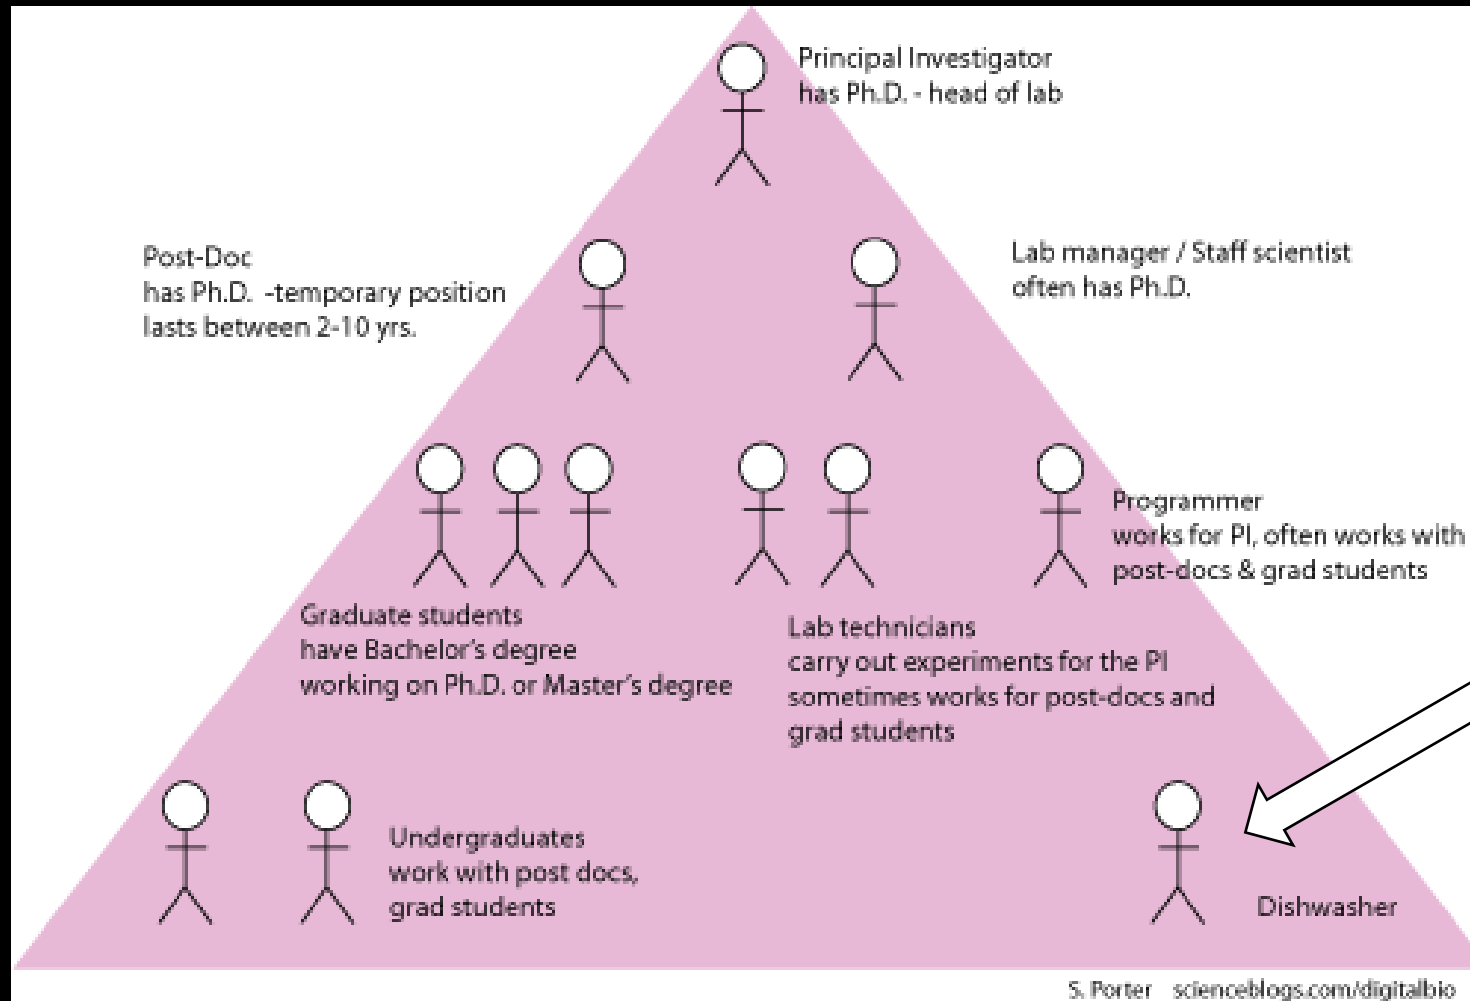 Principal Investigator
has Ph.D. - head of lab
Post-Doc
has Ph.D. -temporary position
lasts between 2-10 yrs.
Lab manager / Staff scientist
often has Ph.D.
Programmer
works for PI, often works with
post-docs & grad students
Graduate students
have Bachelor's degree
working on Ph.D. or Master's degree
Lab technicians
carry out experiments for the PI
sometimes works for post-docs and
grad students
Undergraduates
work with post docs,
grad students
Dishwasher
S. Porter scienceblogs.com/digitalbio